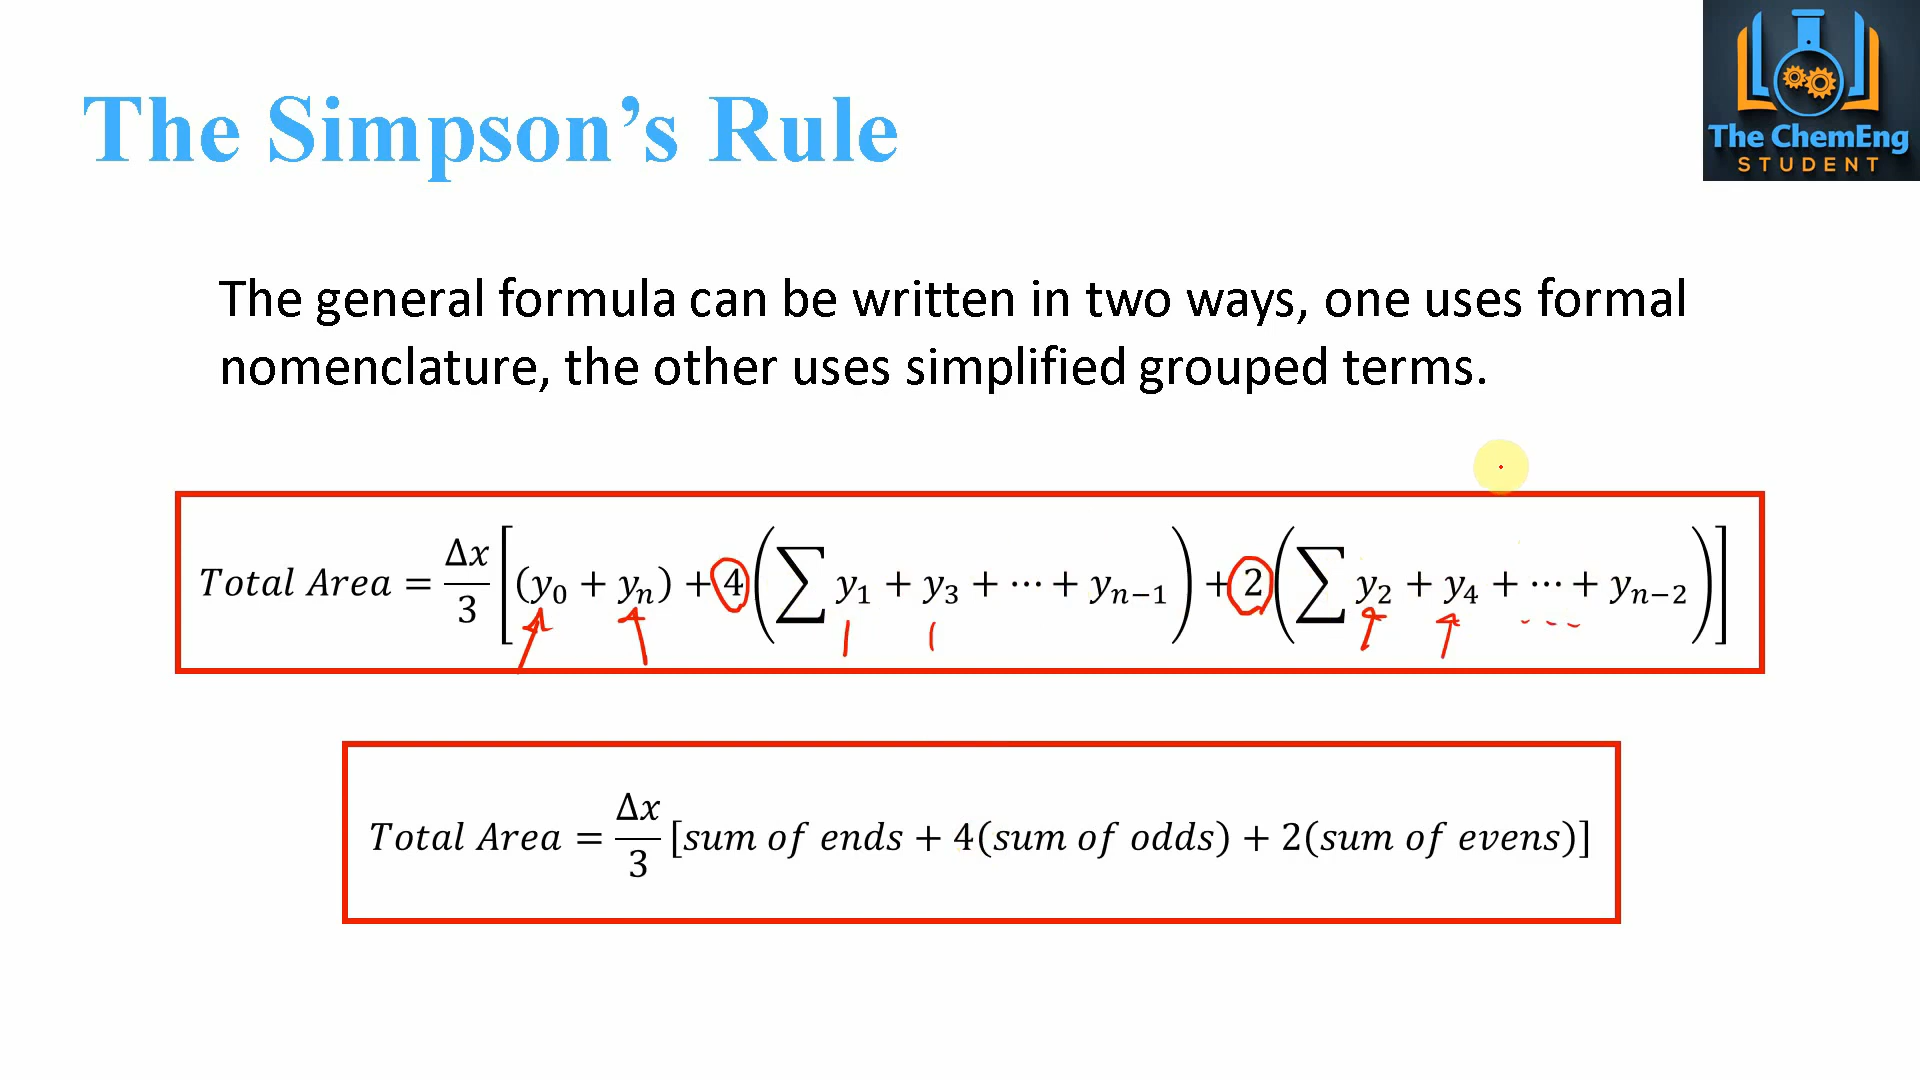 The Simpson’s Rule
The ChemEng
STUDENT
The general formula can be written in two ways, one uses formal
nomenclature, the other uses simplified grouped terms.
Total Area = Δx/3 [(y₀ + yₙ) + 4(∑ y₁ + y₃ + ⋯ + yₙ₋₁) + 2(∑ y₂ + y₄ + ⋯ + yₙ₋₂)]
Total Area = Δx/3 [sum of ends + 4(sum of odds) + 2(sum of evens)]